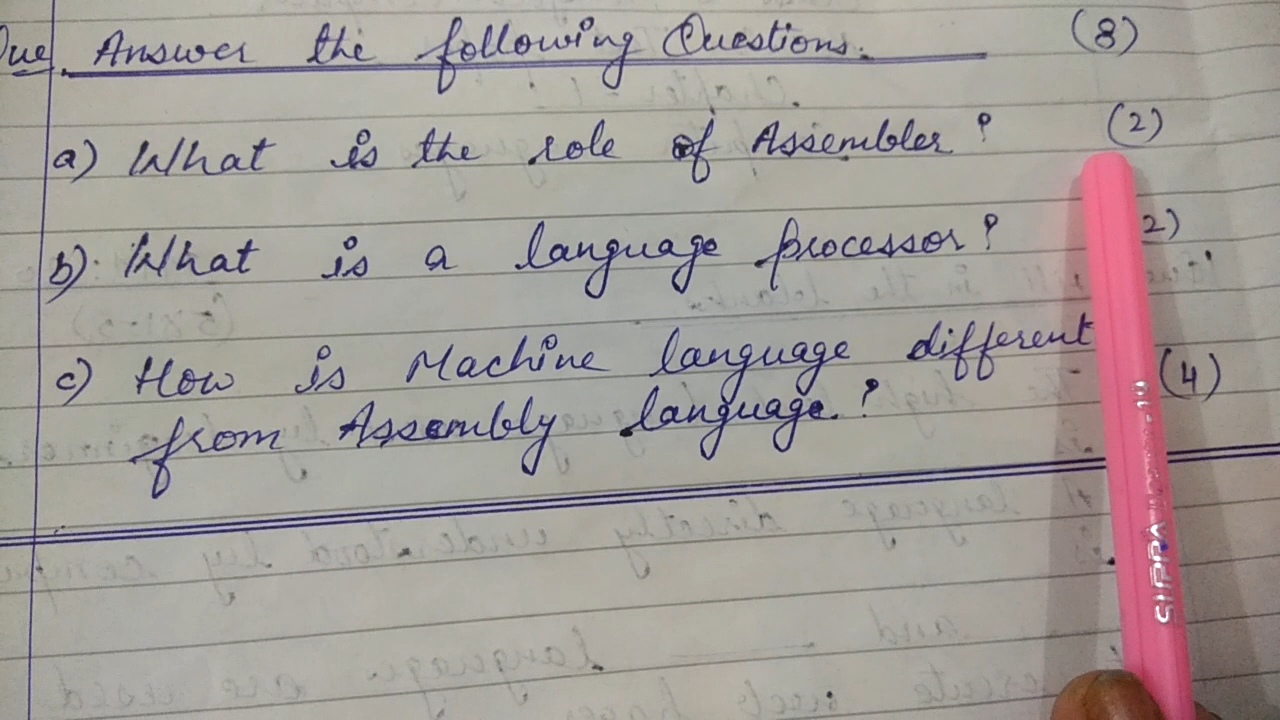 Que. Answer the following Questions. (8)
a) What is the role of Assembler? (2)
b) What is a language processor? 2)
c) How is Machine language different (4)
from Assembly language.?
SUPRA